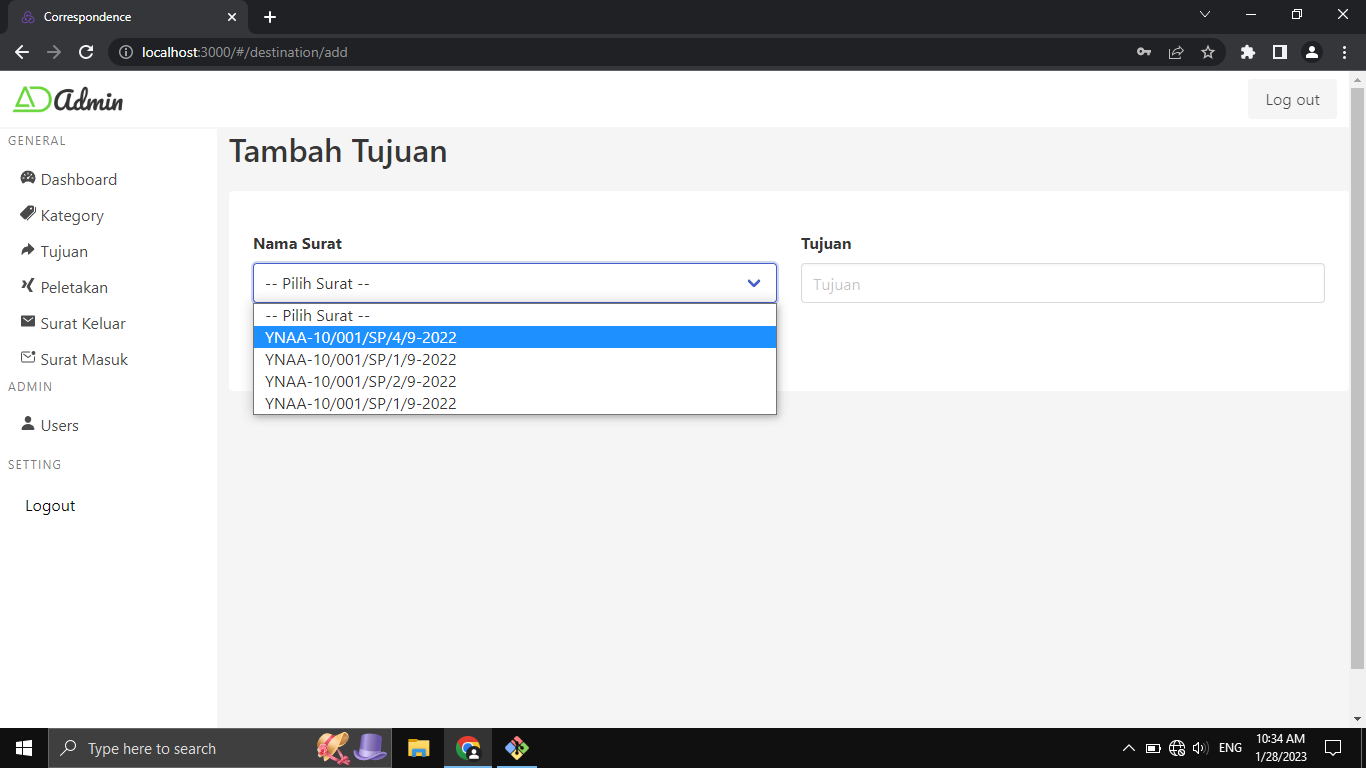 Correspondence
localhost:3000/#/destination/add
AD Admin
Log out
GENERAL
Dashboard
Kategory
Tujuan
Peletakan
Surat Keluar
Surat Masuk
ADMIN
Users
SETTING
Logout
Tambah Tujuan
Nama Surat
-- Pilih Surat --
-- Pilih Surat --
YNAA-10/001/SP/4/9-2022
YNAA-10/001/SP/1/9-2022
YNAA-10/001/SP/2/9-2022
YNAA-10/001/SP/1/9-2022
Tujuan
Tujuan
Type here to search
ENG
10:34 AM
1/28/2023